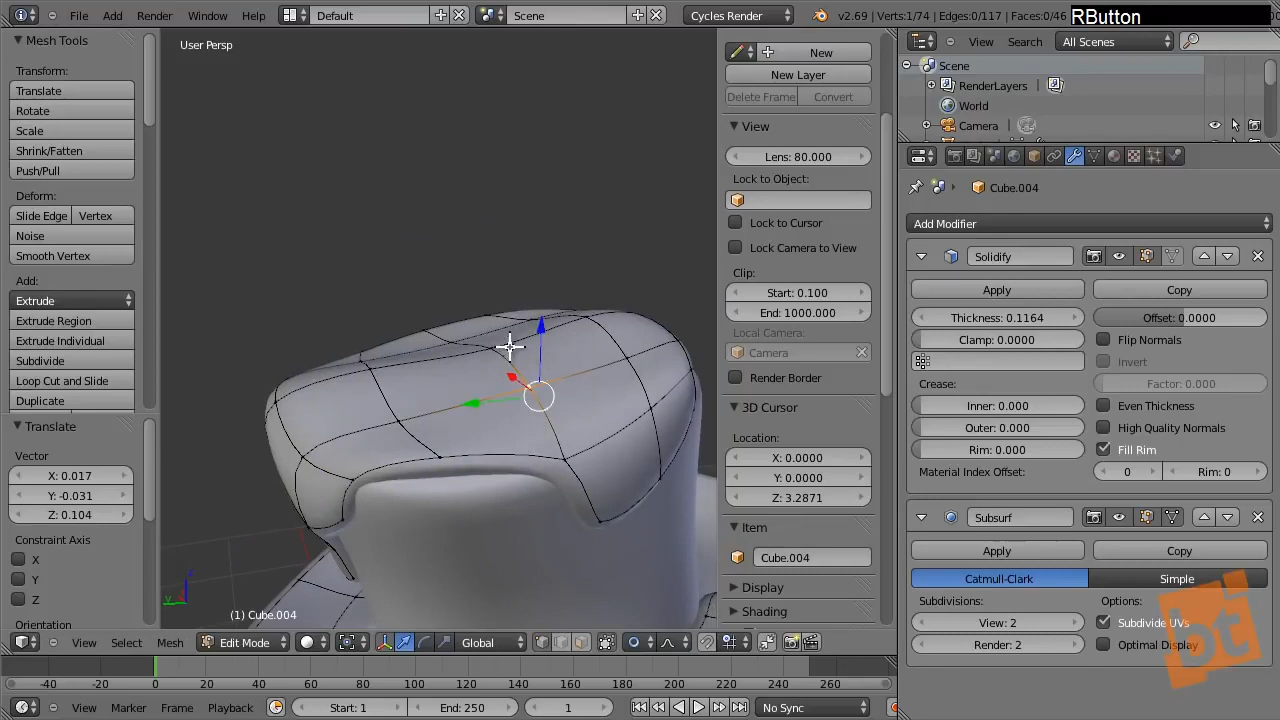 File Add Render Window Help Default Scene Cycles Render v2.69 | Verts:1/74 | Edges:0/117 | Faces:0/46
RButton
Mesh Tools
Transform:
Translate
Rotate
Scale
Shrink/Fatten
Push/Pull
Deform:
Slide Edge Vertex
Noise
Smooth Vertex
Add:
Extrude
Extrude Region
Extrude Individual
Subdivide
Loop Cut and Slide
Duplicate
Translate
Vector
X: 0.017
Y: -0.031
Z: 0.104
Constraint Axis
X
Y
Z
Orientation
User Persp
(1) Cube.004
z
y
New
New Layer
Delete Frame Convert
View
Lens: 80.000
Lock to Object:
Lock to Cursor
Lock Camera to View
Clip:
Start: 0.100
End: 1000.000
Local Camera:
Camera
Render Border
3D Cursor
Location:
X: 0.0000
Y: 0.0000
Z: 3.2871
Item
Cube.004
Display
Shading
View Search All Scenes
Scene
RenderLayers
World
Camera
Cube.004
Add Modifier
Solidify
Apply Copy
Thickness: 0.1164 Offset: 0.0000
Clamp: 0.0000 Flip Normals
Invert
Crease: Factor: 0.000
Inner: 0.000 Even Thickness
Outer: 0.000 High Quality Normals
Rim: 0.000 Fill Rim
Material Index Offset: 0 Rim: 0
Subsurf
Apply Copy
Catmull-Clark Simple
Subdivisions: Options:
View: 2 Subdivide UVs
Render: 2 Optimal Display
bt
View Select Mesh Edit Mode Global
-40 -20 0 20 40 60 80 100 120 140 160 180 200 220 240 260
View Marker Frame Playback Start: 1 End: 250 1 No Sync